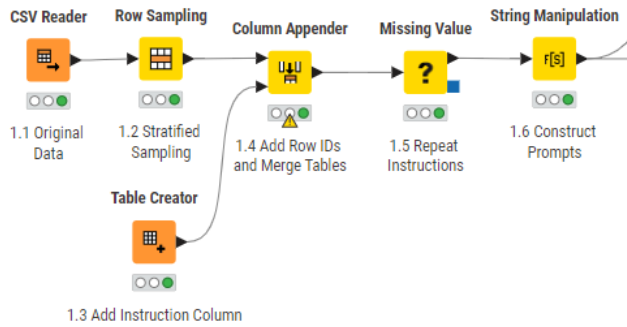 CSV Reader
Row Sampling
Column Appender
Missing Value
String Manipulation
?
F[S]
1.1 Original
Data
1.2 Stratified
Sampling
1.4 Add Row IDs
and Merge Tables
1.5 Repeat
Instructions
1.6 Construct
Prompts
Table Creator
1.3 Add Instruction Column